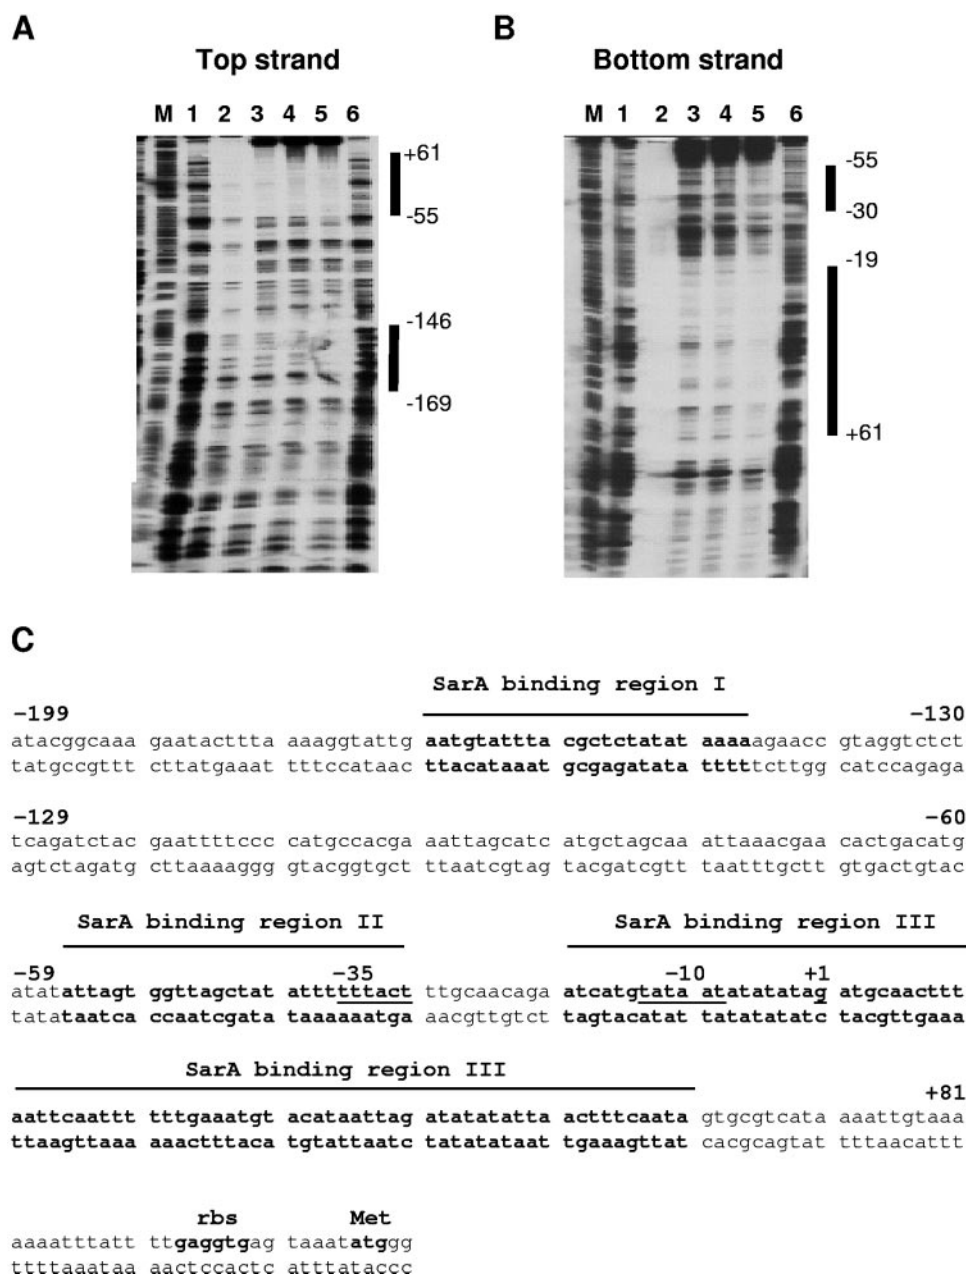 A
B
Top strand
Bottom strand
M 1 2 3 4 5 6
M 1 2 3 4 5 6
+61
-55
-146
-169
-55
-30
-19
+61
C
SarA binding region I
–199 –130
atacggcaaa gaatacttta aaaggtattg aatgtattta cgctctatat aaaaagaacc gtaggtctct
tatgccgttt cttatgaaat tttccataac ttacataaat gcgagatata tttttcttgg catccagaga
–129 –60
tcagatctac gaattttccc catgccacga aattagcatc atgctagcaa attaaacgaa cactgacatg
agtctagatg cttaaaaggg gtacggtgct ttaatcgtag tacgatcgtt taatttgctt gtgactgtac
SarA binding region II SarA binding region III
–59 –35 –10 +1
atatattagt ggttagctat attttttact ttgcaacaga atcatgtata atatatatag atgcaacttt
tatataatca ccaatcgata taaaaaatga aacgttgtct tagtacatat tatatatatc tacgttgaaa
SarA binding region III
+81
aattcaattt tttgaaatgt acataattag atatatatta actttcaata gtgcgtcata aaattgtaaa
ttaagttaaa aaactttaca tgtattaatc tatatataat tgaaagttat cacgcagtat tttaacattt
rbs Met
aaaatttatt ttgaggtgag taaatatggg
ttttaaataa aactccactc atttataccc